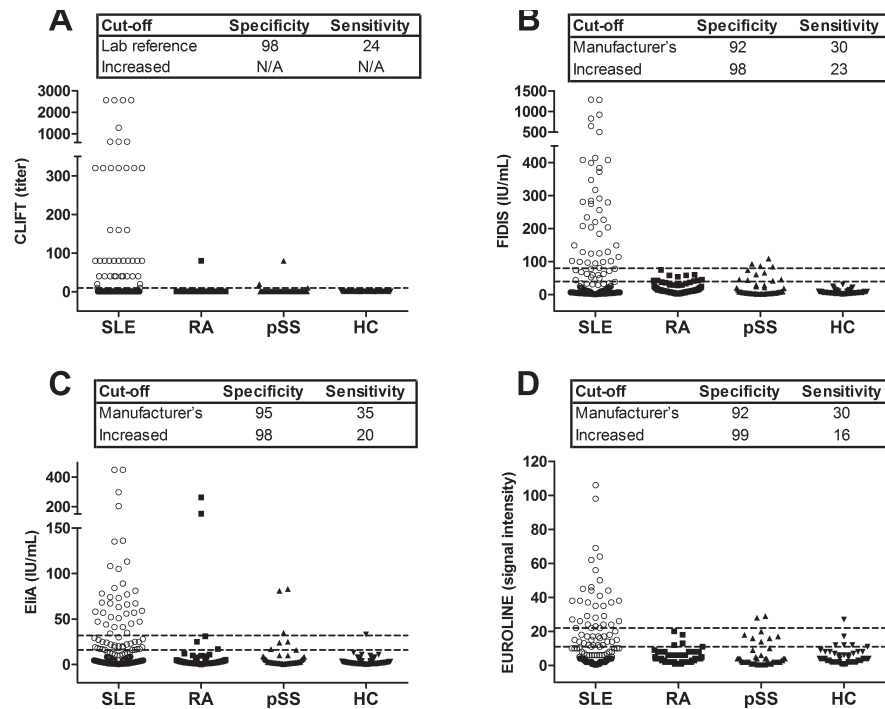 A
Cut-off Specificity Sensitivity
Lab reference 98 24
Increased N/A N/A
3000
2000
1000
300
200
100
0
CLIFT (titer)
SLE RA pSS HC
B
Cut-off Specificity Sensitivity
Manufacturer's 92 30
Increased 98 23
1500
1000
500
400
300
200
100
0
FIDIS (IU/mL)
SLE RA pSS HC
C
Cut-off Specificity Sensitivity
Manufacturer's 95 35
Increased 98 20
400
200
150
100
50
0
EliA (IU/mL)
SLE RA pSS HC
D
Cut-off Specificity Sensitivity
Manufacturer's 92 30
Increased 99 16
120
100
80
60
40
20
0
EUROLINE (signal intensity)
SLE RA pSS HC